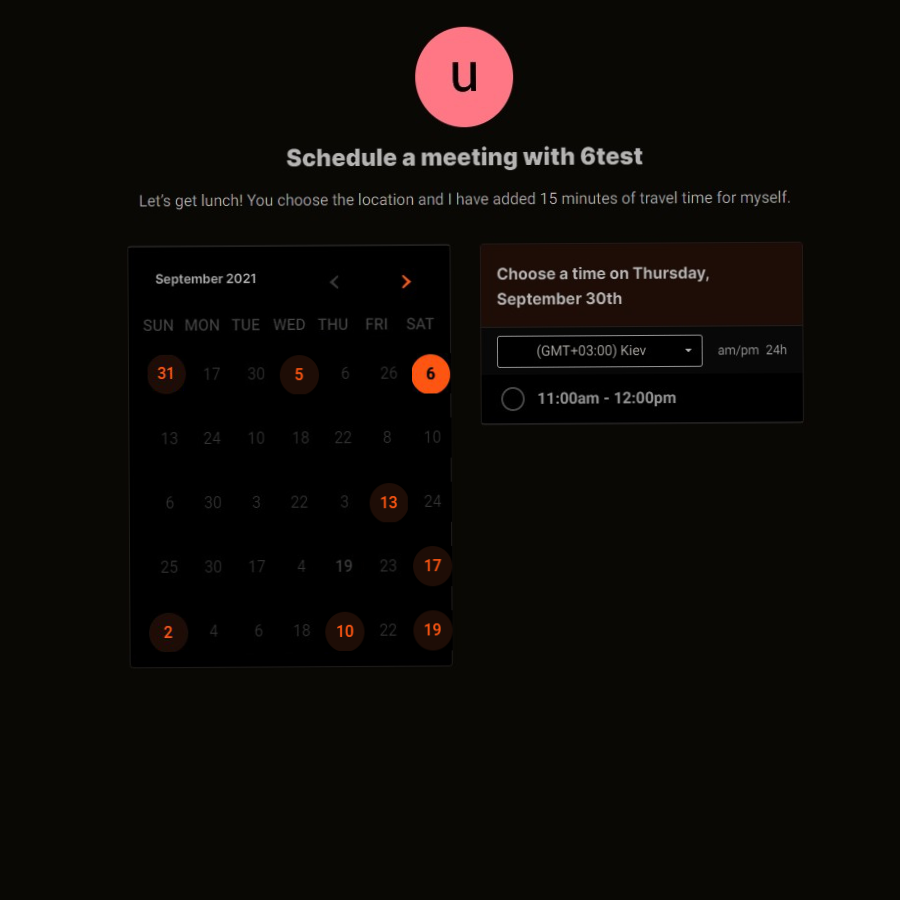 u
Schedule a meeting with 6test
Let's get lunch! You choose the location and I have added 15 minutes of travel time for myself.
September 2021
SUN MON TUE WED THU FRI SAT
31 17 30 5 6 26 6
13 24 10 18 22 8 10
6 30 3 22 3 13 24
25 30 17 4 19 23 17
2 4 6 18 10 22 19
Choose a time on Thursday,
September 30th
(GMT+03:00) Kiev am/pm 24h
11:00am - 12:00pm